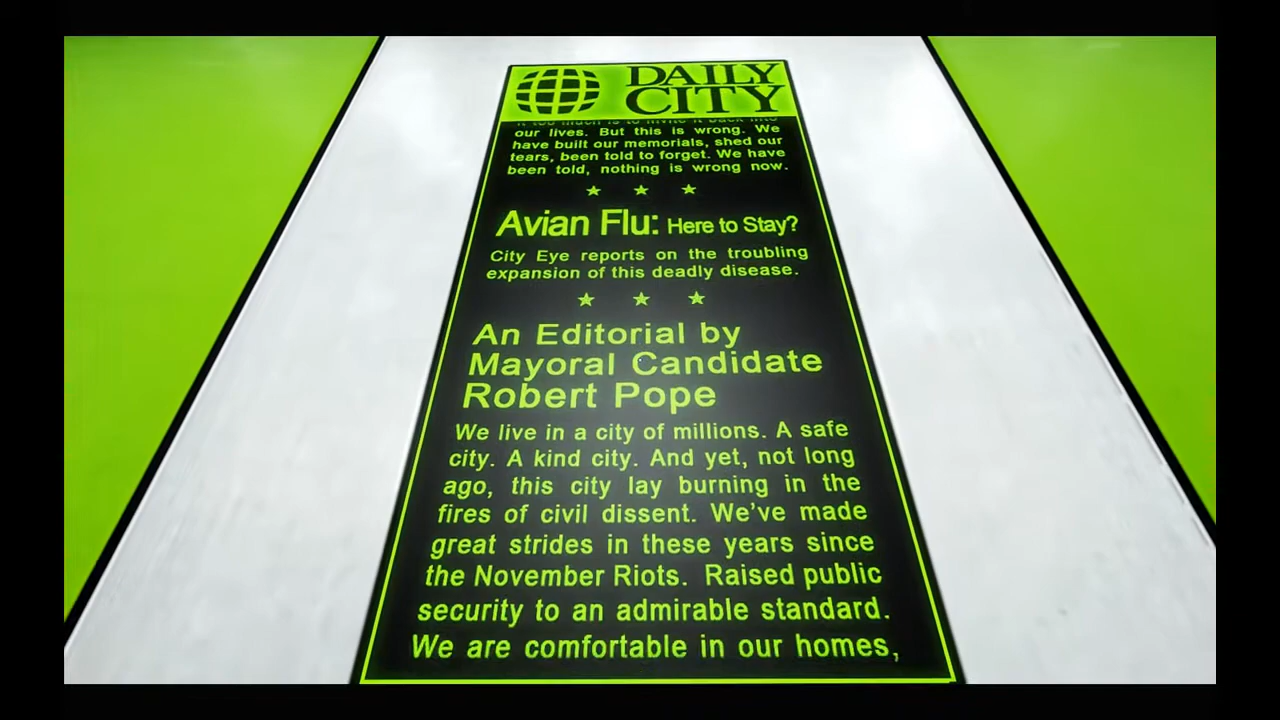 DAILY
CITY
our lives. But this is wrong. We
have built our memorials, shed our
tears, been told to forget. We have
been told, nothing is wrong now.
Avian Flu: Here to Stay?
City Eye reports on the troubling
expansion of this deadly disease.
An Editorial by
Mayoral Candidate
Robert Pope
We live in a city of millions. A safe
city. A kind city. And yet, not long
ago, this city lay burning in the
fires of civil dissent. We've made
great strides in these years since
the November Riots. Raised public
security to an admirable standard.
We are comfortable in our homes,